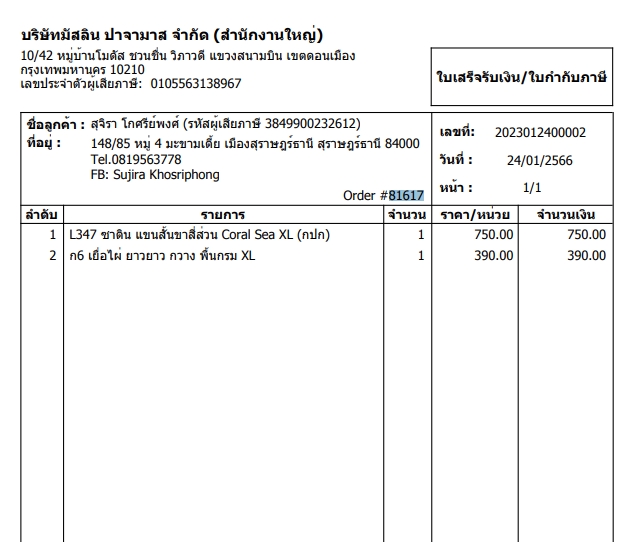 บริษัทมัสลิน ปาจามาส จำกัด (สำนักงานใหญ่)
10/42 หมู่บ้านโมดัส ชวนชื่น วิภาวดี แขวงสนามบิน เขตดอนเมือง
กรุงเทพมหานคร 10210
เลขประจำตัวผู้เสียภาษี: 0105563138967
ใบเสร็จรับเงิน/ใบกำกับภาษี
ชื่อลูกค้า : สุจิรา โกศรีย์พงศ์ (รหัสผู้เสียภาษี 3849900232612)
ที่อยู่ : 148/85 หมู่ 4 มะขามเตี้ย เมืองสุราษฎร์ธานี สุราษฎร์ธานี 84000
Tel.0819563778
FB: Sujira Khosriphong
Order #81617
เลขที่: 2023012400002
วันที่ : 24/01/2566
หน้า : 1/1
ลำดับ รายการ จำนวน ราคา/หน่วย จำนวนเงิน
1 L347 ซาติน แขนสั้นขาสี่ส่วน Coral Sea XL (กปก) 1 750.00 750.00
2 ก6 เยื่อไผ่ ยาวยาว กวาง พื้นกรม XL 1 390.00 390.00